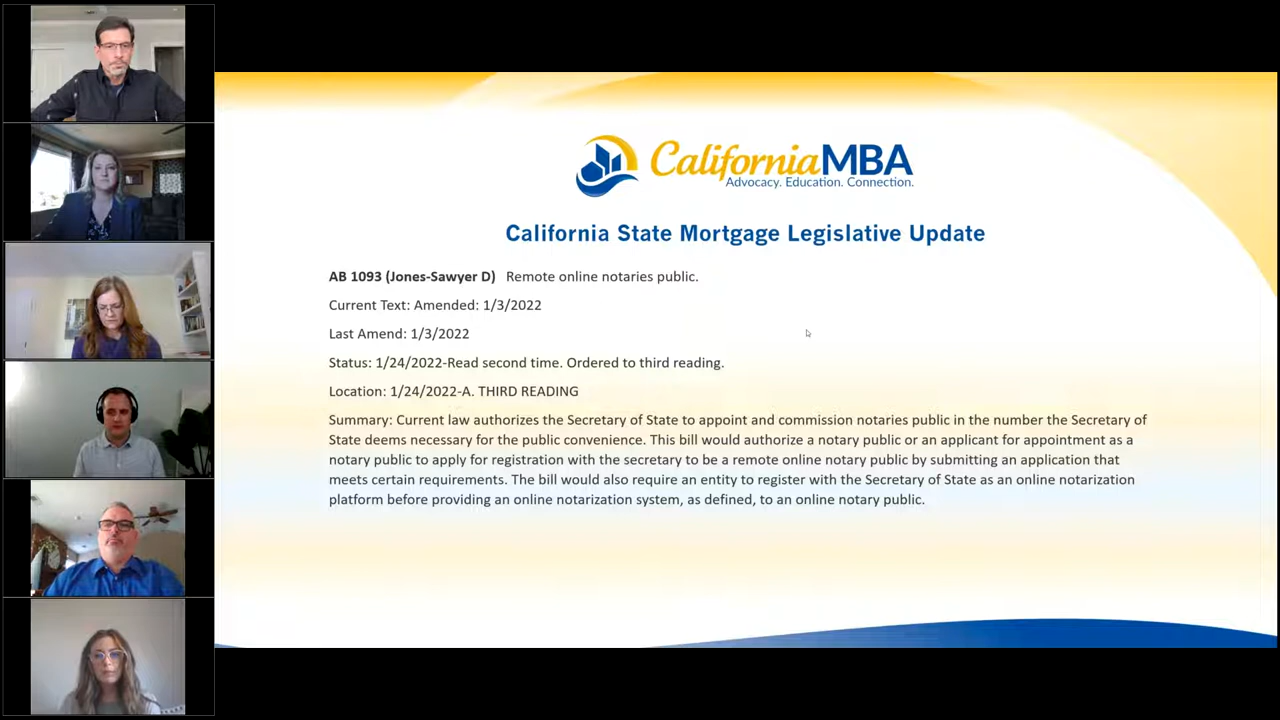 CaliforniaMBA
Advocacy. Education. Connection.
California State Mortgage Legislative Update
AB 1093 (Jones-Sawyer D) Remote online notaries public.
Current Text: Amended: 1/3/2022
Last Amend: 1/3/2022
Status: 1/24/2022-Read second time. Ordered to third reading.
Location: 1/24/2022-A. THIRD READING
Summary: Current law authorizes the Secretary of State to appoint and commission notaries public in the number the Secretary of
State deems necessary for the public convenience. This bill would authorize a notary public or an applicant for appointment as a
notary public to apply for registration with the secretary to be a remote online notary public by submitting an application that
meets certain requirements. The bill would also require an entity to register with the Secretary of State as an online notarization
platform before providing an online notarization system, as defined, to an online notary public.